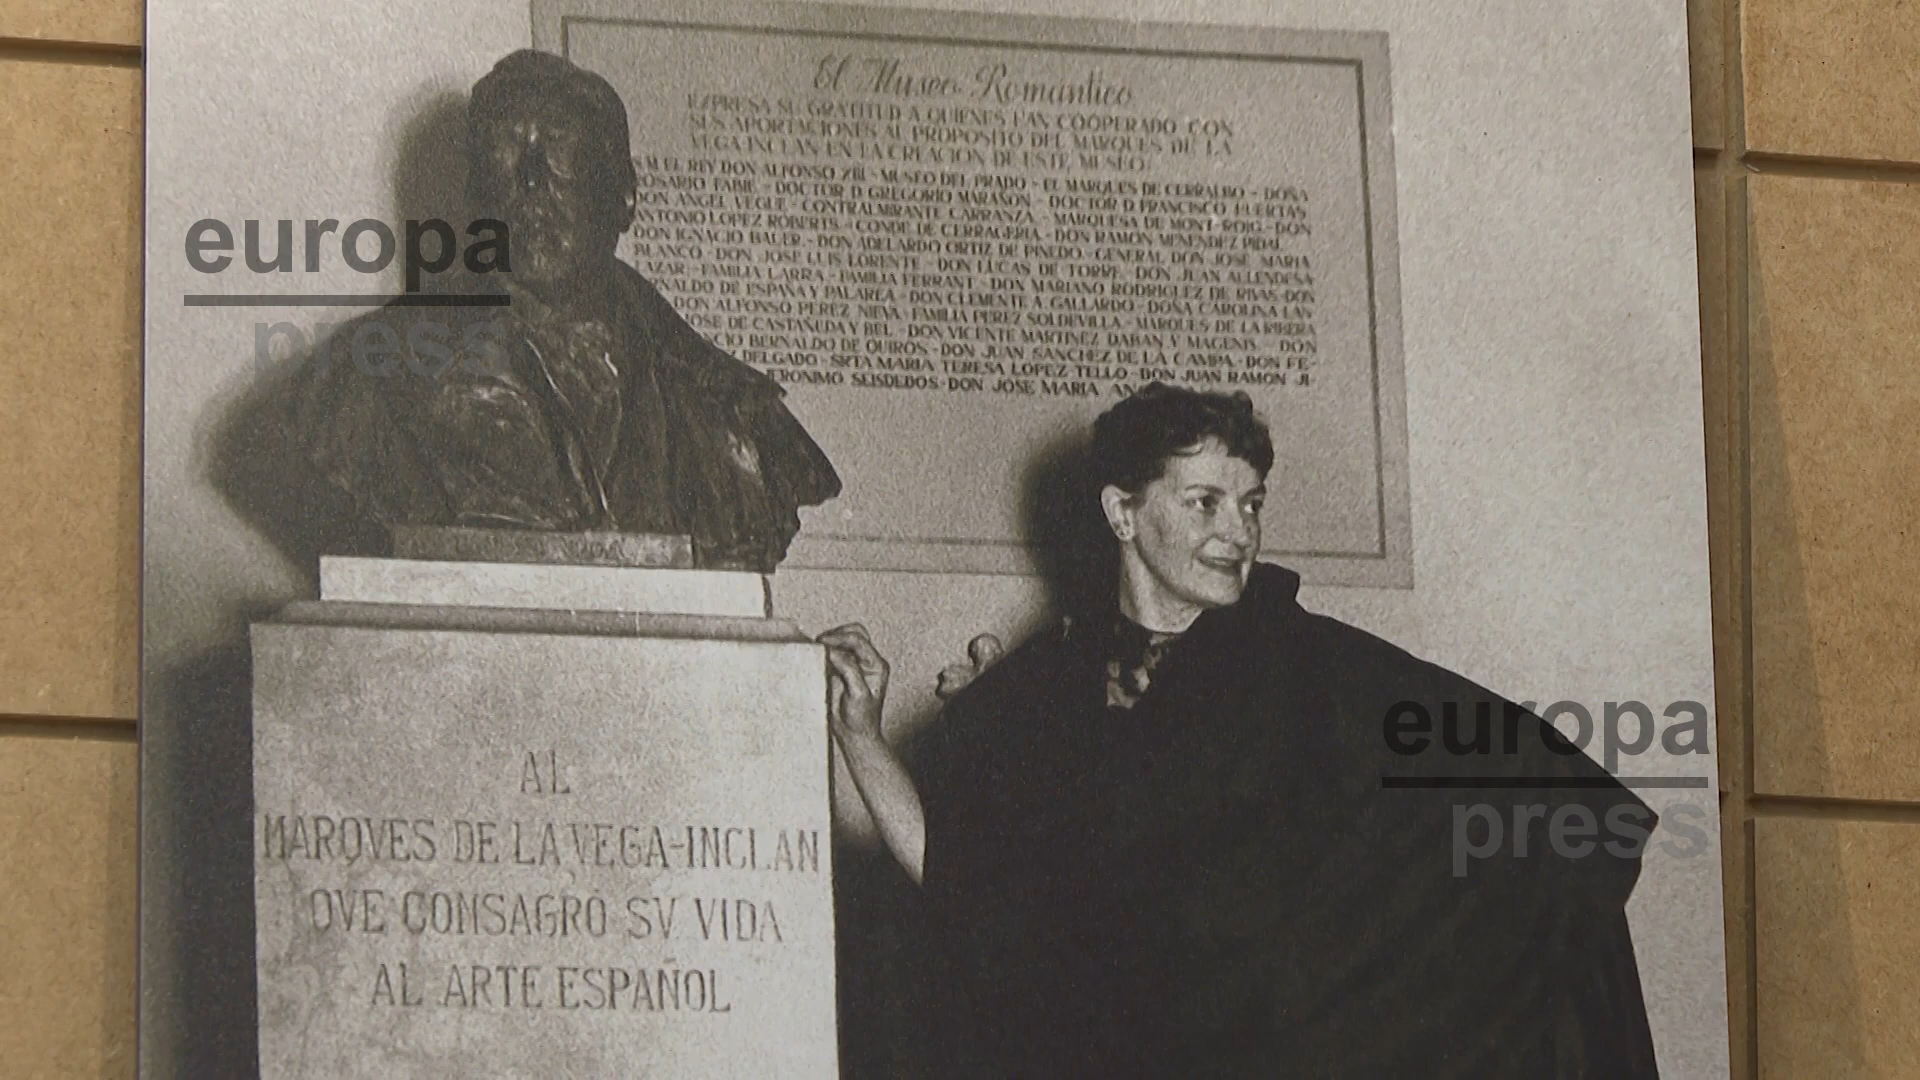 El Museo Romántico
EXPRESA SU GRATITUD A QUIENES HAN COOPERADO CON
SUS APORTACIONES AL PROPOSITO DEL MARQUES DE LA
VEGA-INCLAN EN LA CREACION DE ESTE MUSEO:
S.M. EL REY DON ALFONSO XIII - MUSEO DEL PRADO - EL MARQUES DE CERRALBO - DOÑA
ROSARIO FABIE - DOCTOR D. GREGORIO MARAÑON - DOCTOR D. FRANCISCO HUERTAS
DON ANGEL VEGUE - CONTRALMIRANTE CARRANZA - MARQUESA DE MONT-ROIG - DON
ANTONIO LOPEZ ROBERTS - CONDE DE CERRAGERIA - DON RAMON MENENDEZ PIDAL
DON IGNACIO BAUER - DON ADELARDO ORTIZ DE PINEDO - GENERAL DON JOSE MARIA
BLANCO - DON JOSE LUIS LORENTE - DON LUCAS DE TORRE, DON JUAN ALLENDESA
LAZAR - FAMILIA LARRA - FAMILIA FERRANT - DON MARIANO RODRIGUEZ DE RIVAS - DON
NALDO DE ESPAÑA Y PALAREA - DON CLEMENTE A. GALLARDO - DOÑA CAROLINA LAN
DON ALFONSO PEREZ NIEVA - FAMILIA PEREZ SOLDEVILLA - MARQUES DE LA RIBERA
JOSE DE CASTAÑEDA Y BEL - DON VICENTE MARTINEZ DABAN Y MAGENIS - DON
CIO BERNALDO DE QUIROS - DON JUAN SANCHEZ DE LA CAMPA - DON FE-
Z DELGADO - SRTA MARIA TERESA LOPEZ-TELLO - DON JUAN RAMON JI-
JERONIMO SEISDEDOS - DON JOSE MARIA AN
AL
MARQVES DE LA VEGA-INCLAN
QVE CONSAGRÓ SV VIDA
AL ARTE ESPAÑOL
europa
press
europa
press